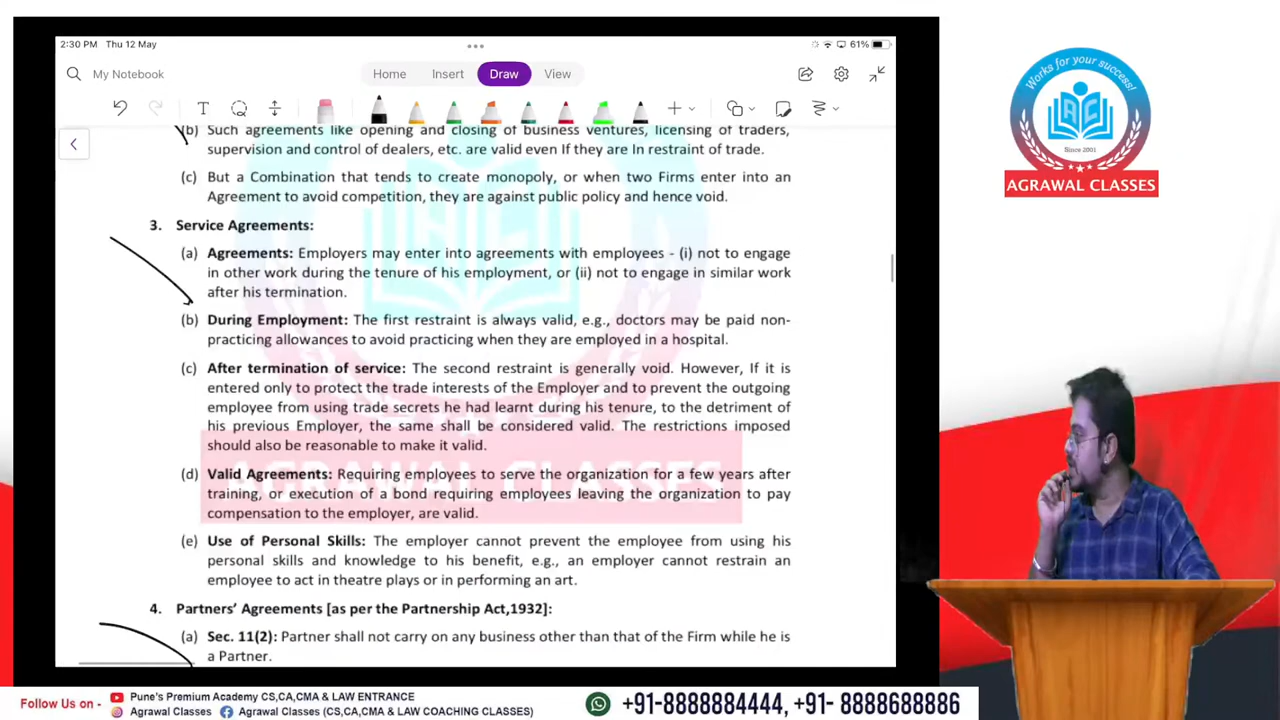 2:30 PM Thu 12 May
61%
My Notebook
Home Insert Draw View
(b) Such agreements like opening and closing of business ventures, licensing of traders,
supervision and control of dealers, etc. are valid even If they are In restraint of trade.
(c) But a Combination that tends to create monopoly, or when two Firms enter into an
Agreement to avoid competition, they are against public policy and hence void.
3. Service Agreements:
(a) Agreements: Employers may enter into agreements with employees - (i) not to engage
in other work during the tenure of his employment, or (ii) not to engage in similar work
after his termination.
(b) During Employment: The first restraint is always valid, e.g., doctors may be paid non-
practicing allowances to avoid practicing when they are employed in a hospital.
(c) After termination of service: The second restraint is generally void. However, If it is
entered only to protect the trade interests of the Employer and to prevent the outgoing
employee from using trade secrets he had learnt during his tenure, to the detriment of
his previous Employer, the same shall be considered valid. The restrictions imposed
should also be reasonable to make it valid.
(d) Valid Agreements: Requiring employees to serve the organization for a few years after
training, or execution of a bond requiring employees leaving the organization to pay
compensation to the employer, are valid.
(e) Use of Personal Skills: The employer cannot prevent the employee from using his
personal skills and knowledge to his benefit, e.g., an employer cannot restrain an
employee to act in theatre plays or in performing an art.
4. Partners' Agreements [as per the Partnership Act,1932]:
(a) Sec. 11(2): Partner shall not carry on any business other than that of the Firm while he is
a Partner.
AGRAWAL CLASSES
Works for your success!
AC
Since 2001
AGRAWAL CLASSES
Follow Us on -
Pune's Premium Academy CS,CA,CMA & LAW ENTRANCE
Agrawal Classes
Agrawal Classes (CS,CA,CMA & LAW COACHING CLASSES)
+91-8888884444, +91- 8888688886